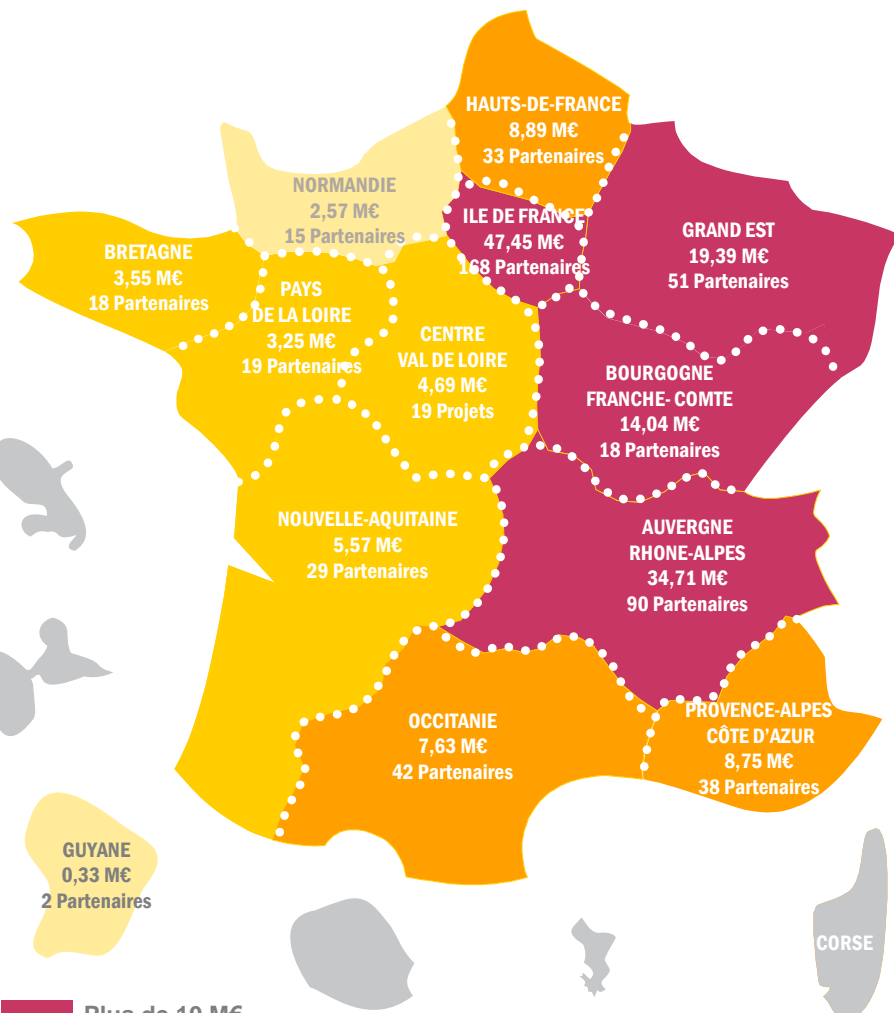 HAUTS-DE-FRANCE
8,89 M€
33 Partenaires
NORMANDIE
2,57 M€
15 Partenaires
ILE DE FRANCE
47,45 M€
168 Partenaires
GRAND EST
19,39 M€
51 Partenaires
BRETAGNE
3,55 M€
18 Partenaires
PAYS
DE LA LOIRE
3,25 M€
19 Partenaires
CENTRE
VAL DE LOIRE
4,69 M€
19 Projets
BOURGOGNE
FRANCHE- COMTE
14,04 M€
18 Partenaires
NOUVELLE-AQUITAINE
5,57 M€
29 Partenaires
AUVERGNE
RHONE-ALPES
34,71 M€
90 Partenaires
OCCITANIE
7,63 M€
42 Partenaires
PROVENCE-ALPES
CÔTE D'AZUR
8,75 M€
38 Partenaires
GUYANE
0,33 M€
2 Partenaires
CORSE
Plus de 10 M€